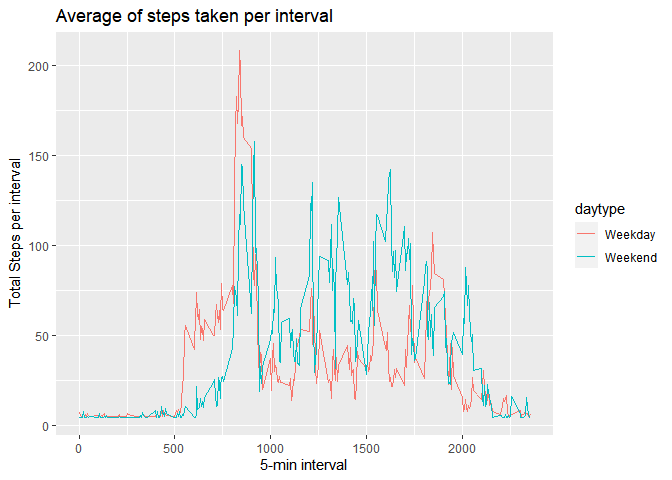 Average of steps taken per interval
Total Steps per interval
200
150
100
50
0
0
500
1000
1500
2000
5-min interval
daytype
Weekday
Weekend